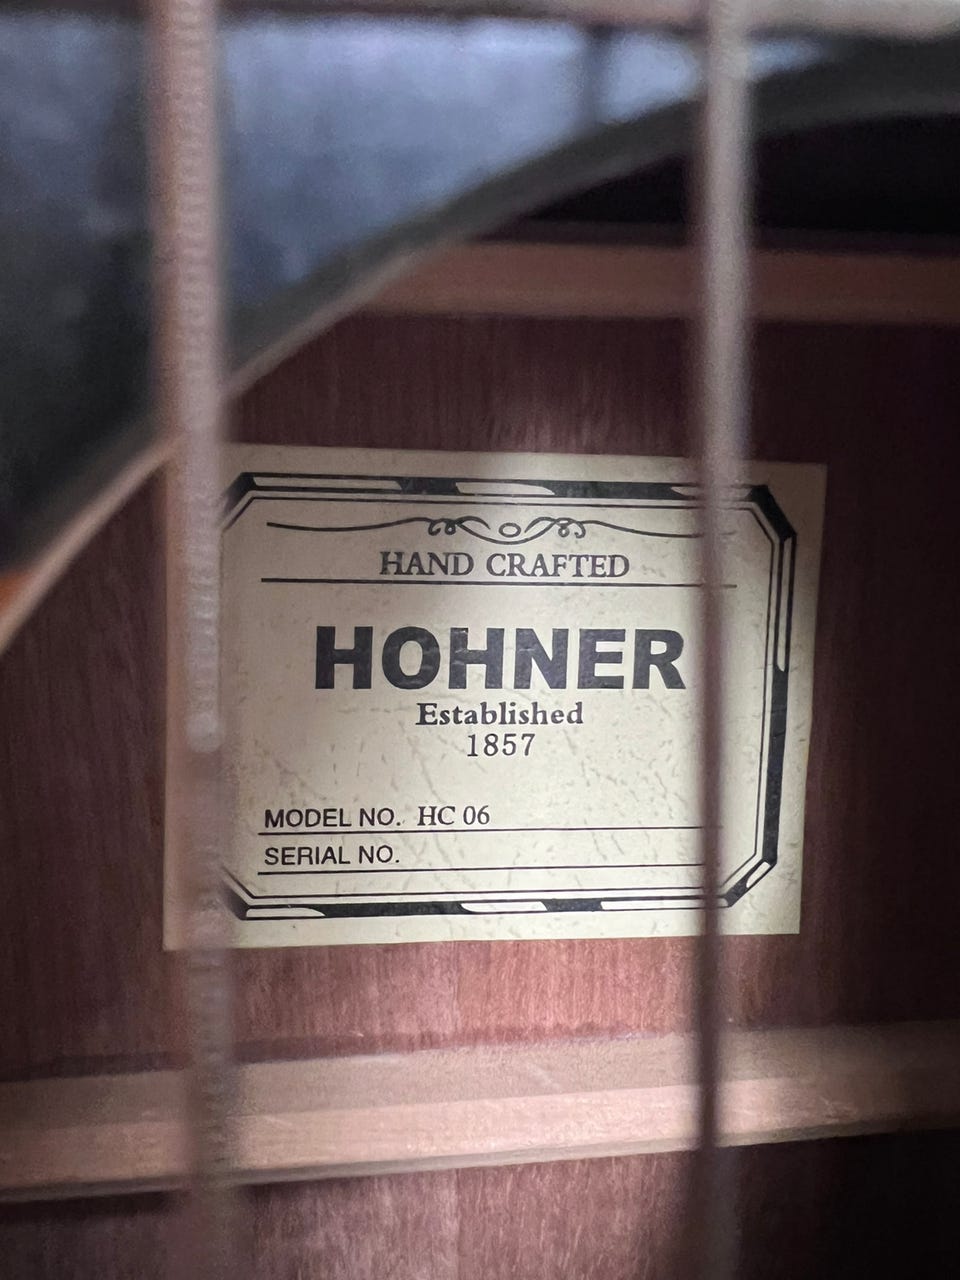 HAND CRAFTED
HOHNER
Established
1857
MODEL NO. HC 06
SERIAL NO.